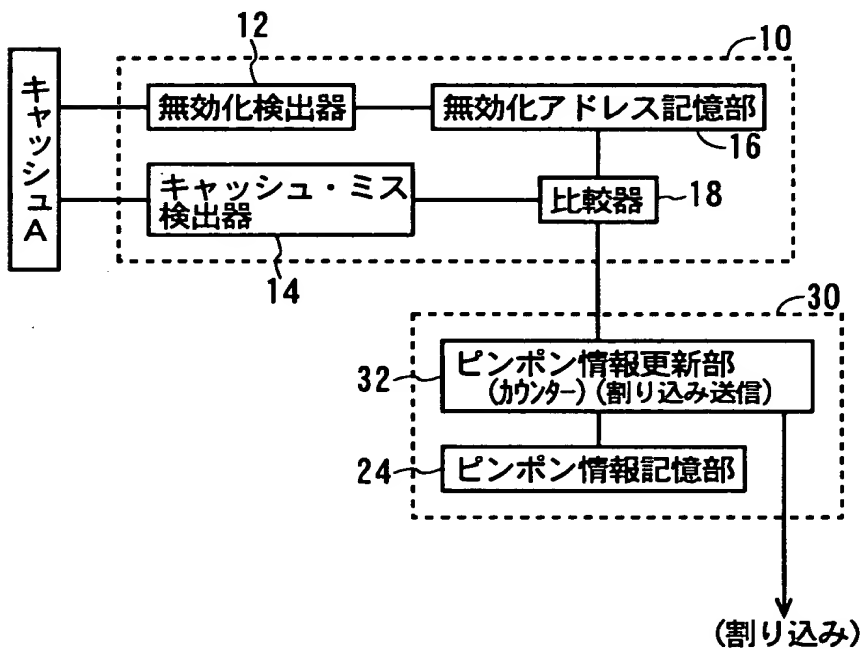 12
10
キャッシュA
無効化検出器
無効化アドレス記憶部
16
キャッシュ・ミス
検出器
比較器
18
14
30
32
ピンポン情報更新部
(カウンター)(割り込み送信)
24
ピンポン情報記憶部
(割り込み)